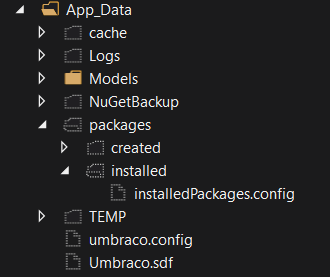 App_Data
cache
Logs
Models
NuGetBackup
packages
created
installed
installedPackages.config
TEMP
umbraco.config
Umbraco.sdf